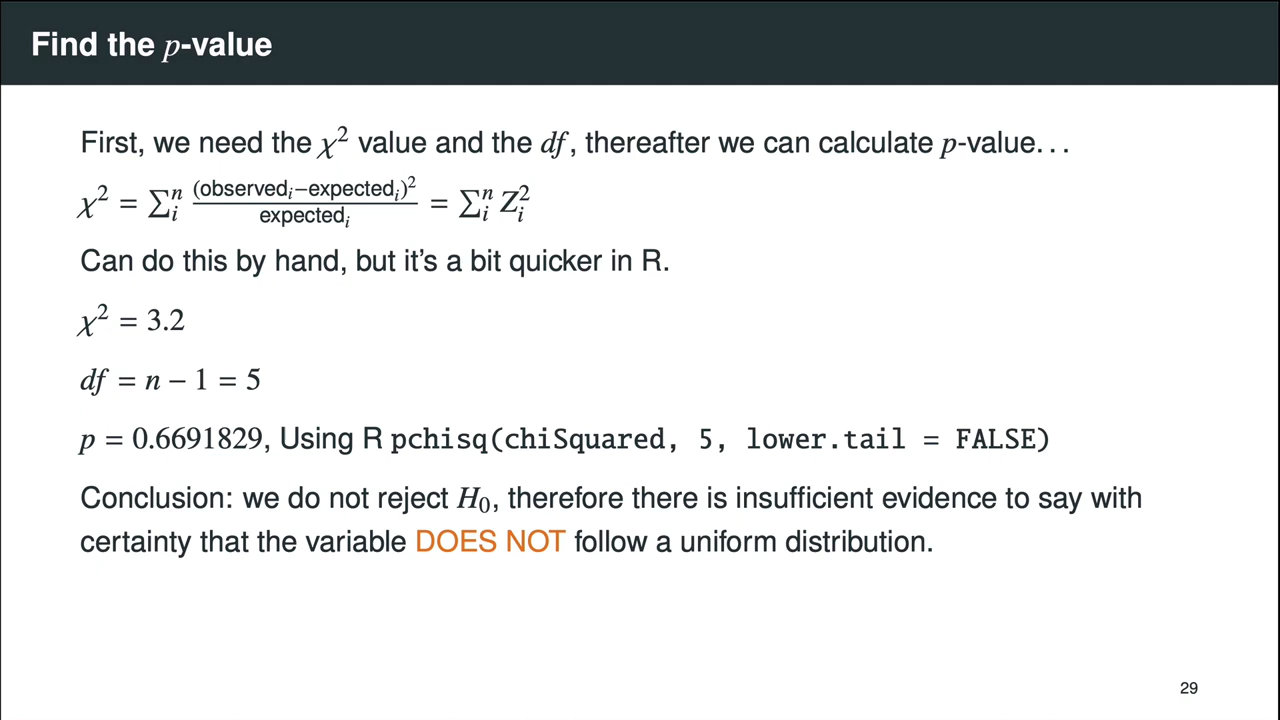 Find the p-value
First, we need the χ² value and the df, thereafter we can calculate p-value...
χ² = ∑ᵢⁿ (observedᵢ−expectedᵢ)² / expectedᵢ = ∑ᵢⁿ Zᵢ²
Can do this by hand, but it's a bit quicker in R.
χ² = 3.2
df = n − 1 = 5
p = 0.6691829, Using R pchisq(chiSquared, 5, lower.tail = FALSE)
Conclusion: we do not reject H₀, therefore there is insufficient evidence to say with
certainty that the variable DOES NOT follow a uniform distribution.
29